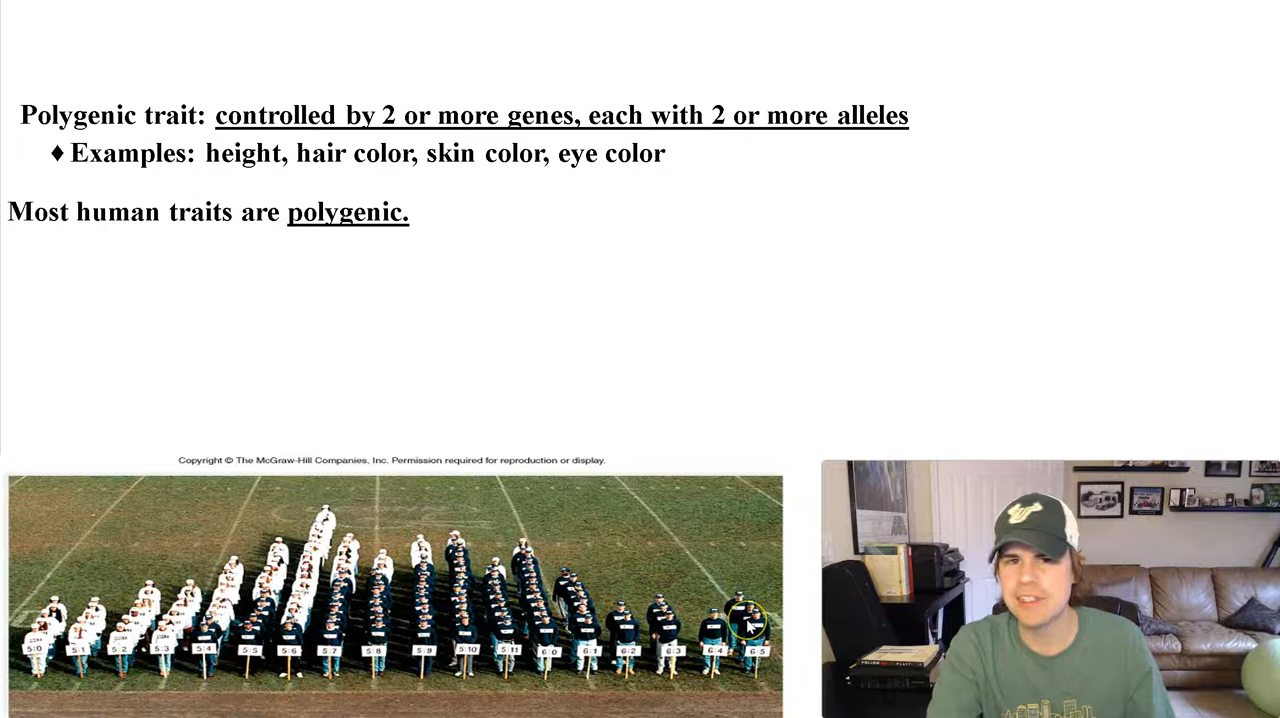 Polygenic trait: controlled by 2 or more genes, each with 2 or more alleles
♦ Examples: height, hair color, skin color, eye color
Most human traits are polygenic.
Copyright © The McGraw-Hill Companies, Inc. Permission required for reproduction or display.
5:0 5:1 5:2 5:3 5:4 5:5 5:6 5:7 5:8 5:9 5:10 5:11 6:0 6:1 6:2 6:3 6:4 6:5